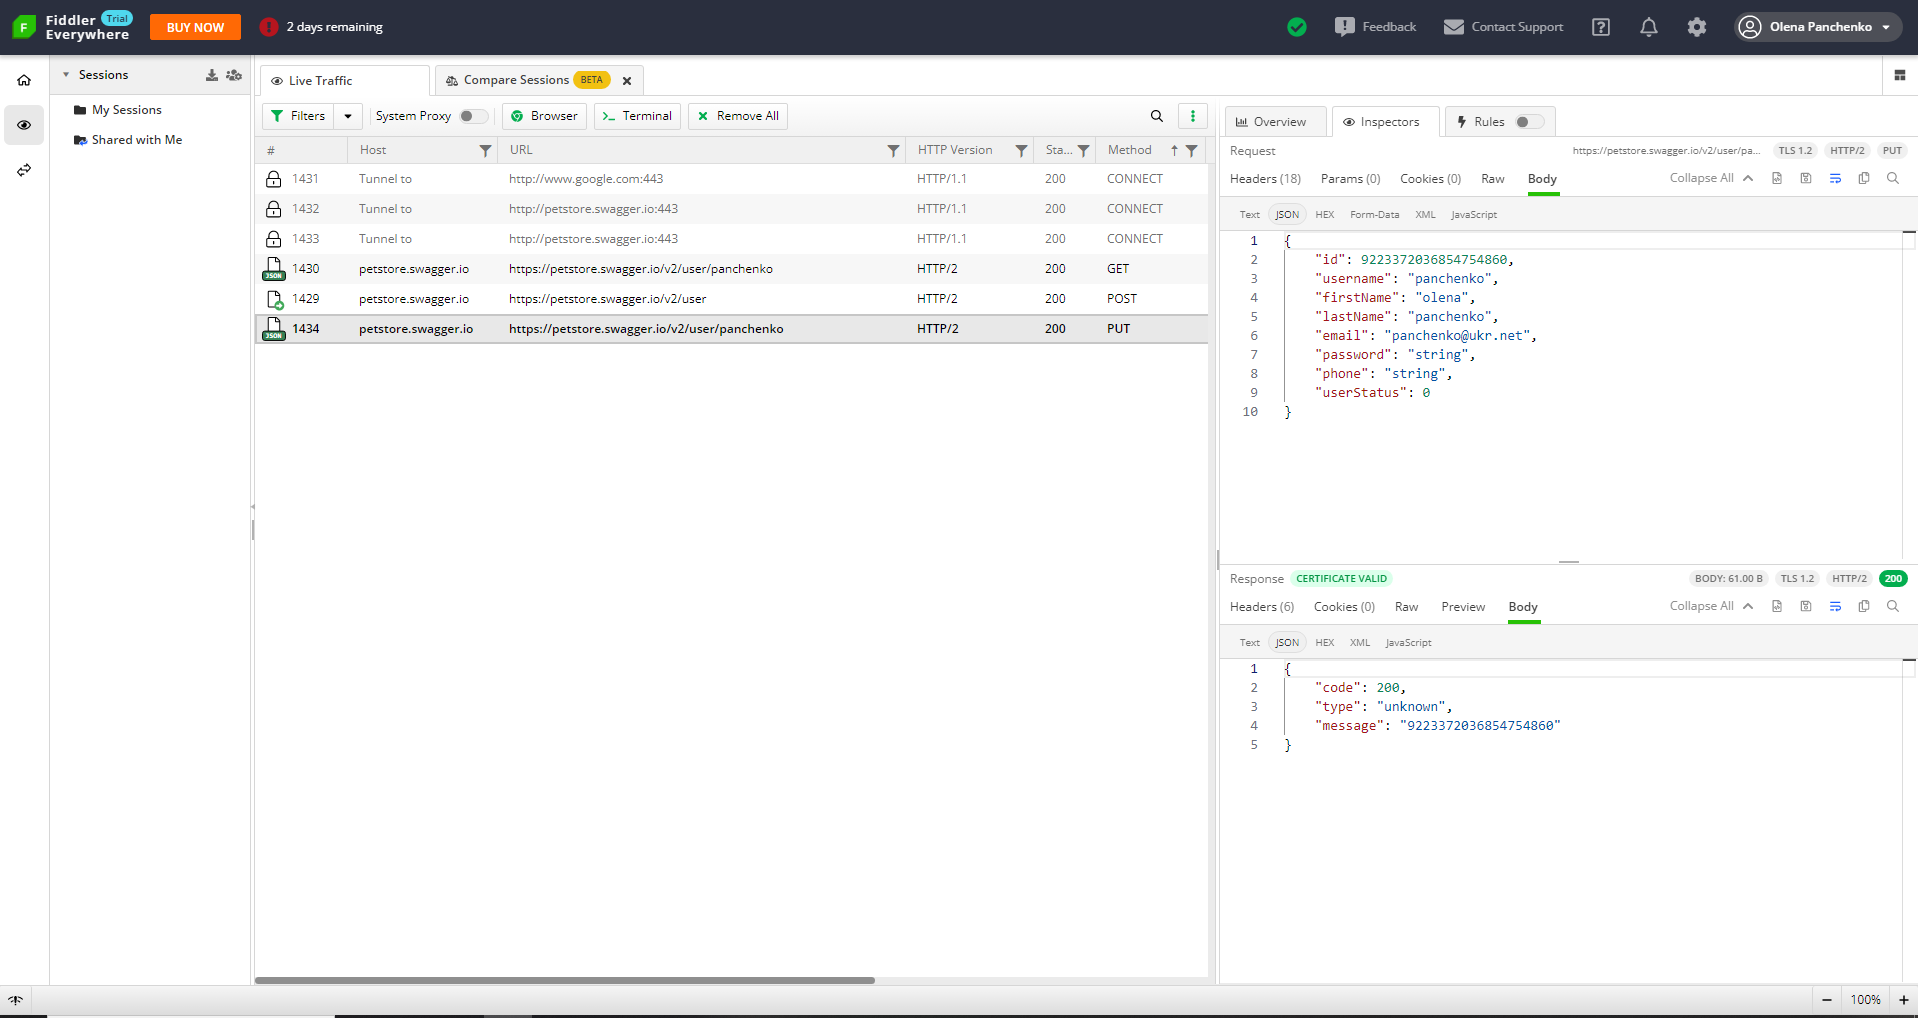 Fiddler Everywhere Trial BUY NOW 2 days remaining Feedback Contact Support Olena Panchenko
Sessions
My Sessions
Shared with Me
Live Traffic Compare Sessions BETA
Filters System Proxy Browser Terminal Remove All
# Host URL HTTP Version Sta... Method
1431 Tunnel to http://www.google.com:443 HTTP/1.1 200 CONNECT
1432 Tunnel to http://petstore.swagger.io:443 HTTP/1.1 200 CONNECT
1433 Tunnel to http://petstore.swagger.io:443 HTTP/1.1 200 CONNECT
JSON 1430 petstore.swagger.io https://petstore.swagger.io/v2/user/panchenko HTTP/2 200 GET
1429 petstore.swagger.io https://petstore.swagger.io/v2/user HTTP/2 200 POST
JSON 1434 petstore.swagger.io https://petstore.swagger.io/v2/user/panchenko HTTP/2 200 PUT
Overview Inspectors Rules
Request https://petstore.swagger.io/v2/user/pa... TLS 1.2 HTTP/2 PUT
Headers (18) Params (0) Cookies (0) Raw Body Collapse All
Text JSON HEX Form-Data XML JavaScript
1 {
2 "id": 9223372036854754860,
3 "username": "panchenko",
4 "firstName": "olena",
5 "lastName": "panchenko",
6 "email": "panchenko@ukr.net",
7 "password": "string",
8 "phone": "string",
9 "userStatus": 0
10 }
Response CERTIFICATE VALID BODY: 61.00 B TLS 1.2 HTTP/2 200
Headers (6) Cookies (0) Raw Preview Body Collapse All
Text JSON HEX XML JavaScript
1 {
2 "code": 200,
3 "type": "unknown",
4 "message": "9223372036854754860"
5 }
100%